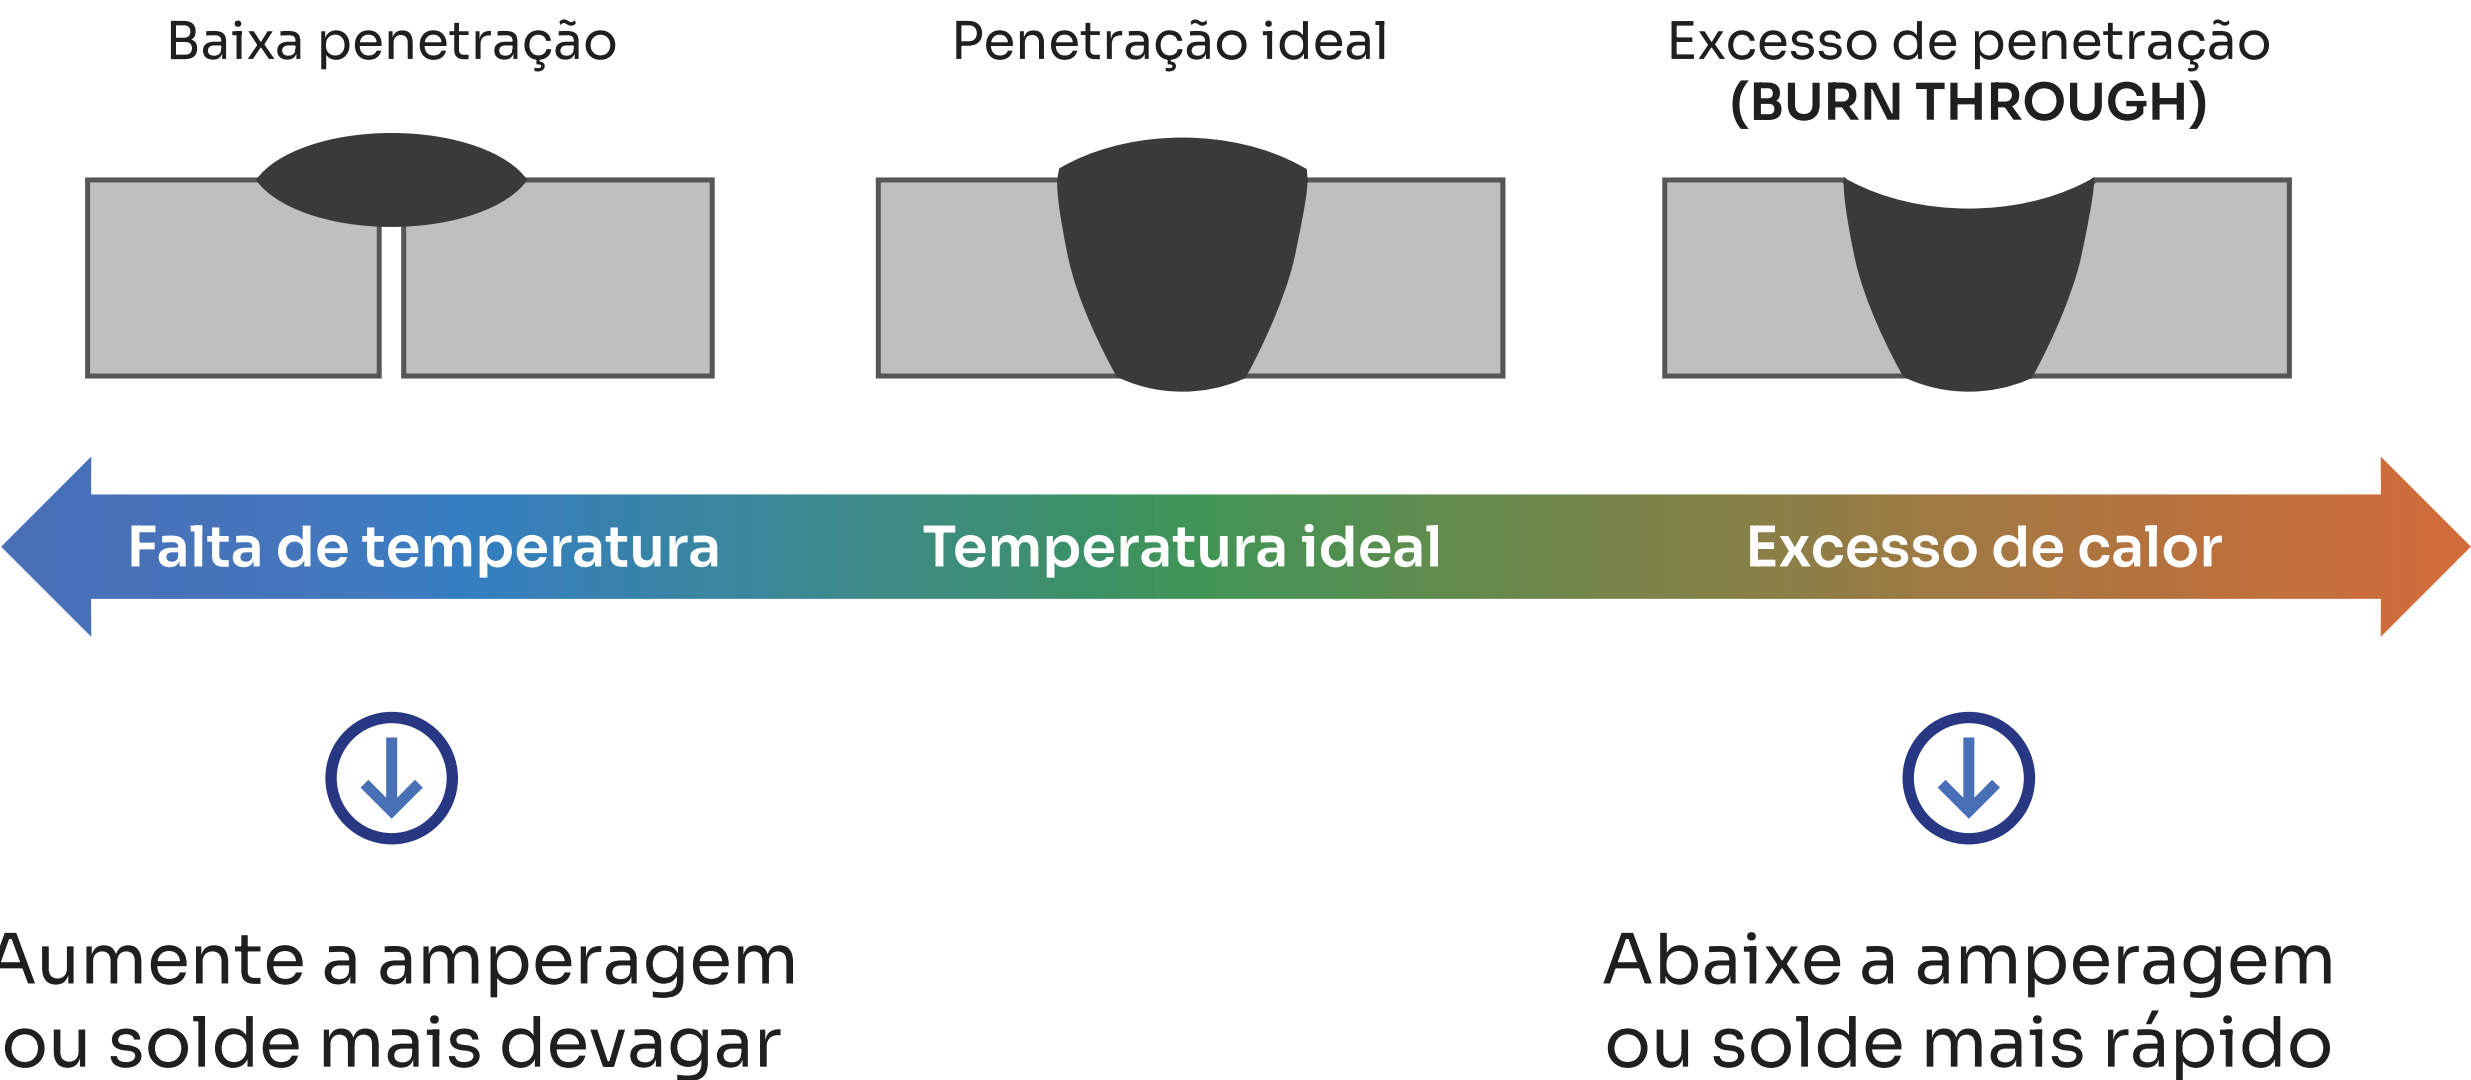 Baixa penetração
Penetração ideal
Excesso de penetração
(BURN THROUGH)
Falta de temperatura
Temperatura ideal
Excesso de calor
Aumente a amperagem
ou solde mais devagar
Abaixe a amperagem
ou solde mais rápido